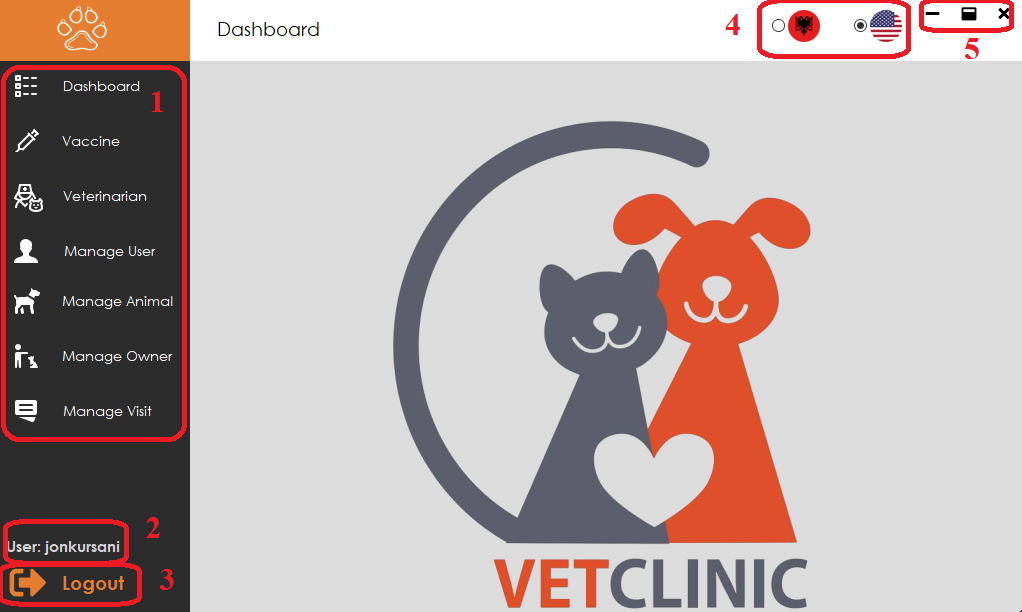 Dashboard
4
5
Dashboard
1
Vaccine
Veterinarian
Manage User
Manage Animal
Manage Owner
Manage Visit
2
User: jonkursani
3
Logout
VETCLINIC